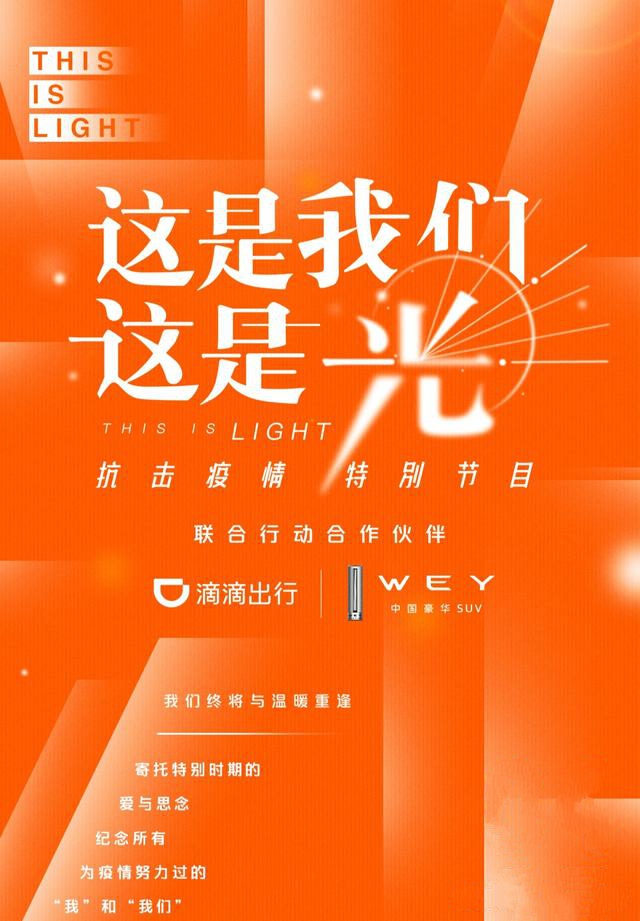 THIS
IS
LIGHT
这是我们
这是光
THIS IS LIGHT
抗击疫情 特别节目
联合行动合作伙伴
滴滴出行 WEY
中国豪华SUV
我们终将与温暖重逢
寄托特别时期的
爱与思念
纪念所有
为疫情努力过的
“我”和“我们”